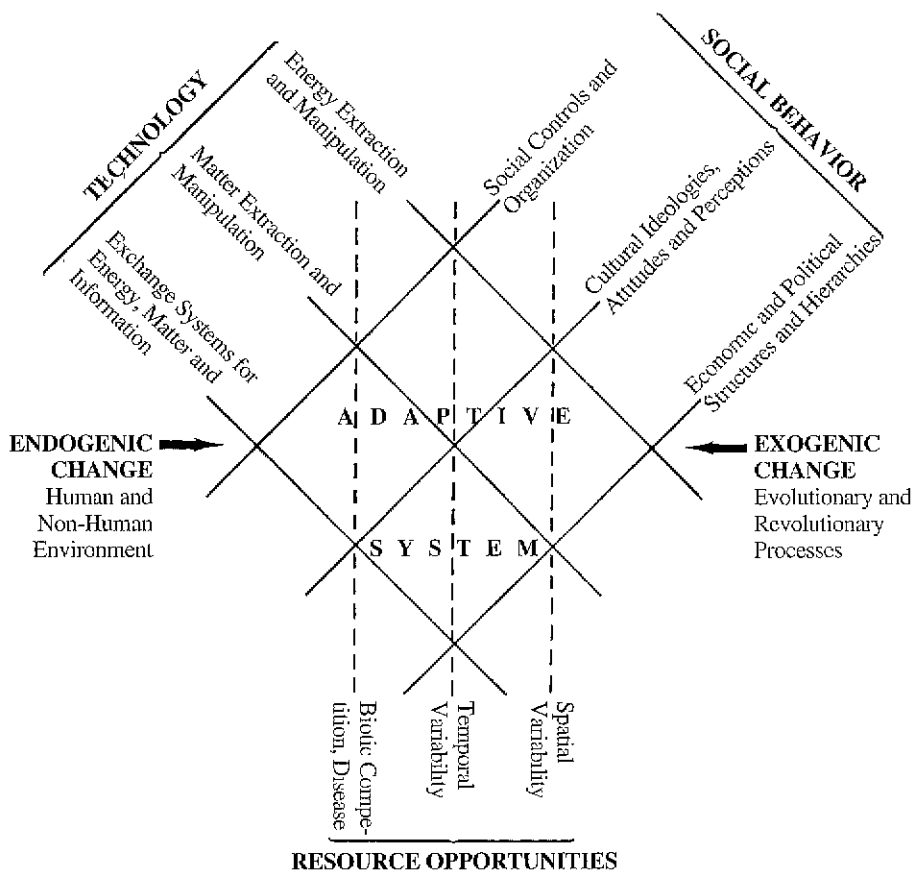 TECHNOLOGY
Energy Extraction
and Manipulation
Matter Extraction and
Manipulation
Exchange Systems for
Energy, Matter and
Information
SOCIAL BEHAVIOR
Social Controls and
Organization
Cultural Ideologies,
Attitudes and Perceptions
Economic and Political
Structures and Hierarchies
ADAPTIVE
SYSTEM
ENDOGENIC
CHANGE
Human and
Non-Human
Environment
EXOGENIC
CHANGE
Evolutionary and
Revolutionary
Processes
Biotic Compe-
tition, Disease
Temporal
Variability
Spatial
Variability
RESOURCE OPPORTUNITIES